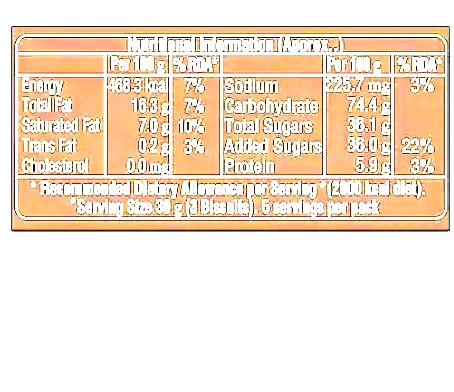 Nutritional Information (Approx.)
Per 100 g % RDA* Per 100 g % RDA*
Energy 468.3 kcal 7% Sodium 225.7 mg 3%
Total Fat 16.3 g 7% Carbohydrate 74.4 g
Saturated Fat 7.0 g 10% Total Sugars 36.1 g
Trans Fat 0.2 g 3% Added Sugars 36.0 g 22%
Cholesterol 0.0 mg Protein 5.9 g 3%
* Recommended Dietary Allowance per Serving *(2000 kcal diet).
*Serving Size 30 g (3 Biscuits). 5 servings per pack